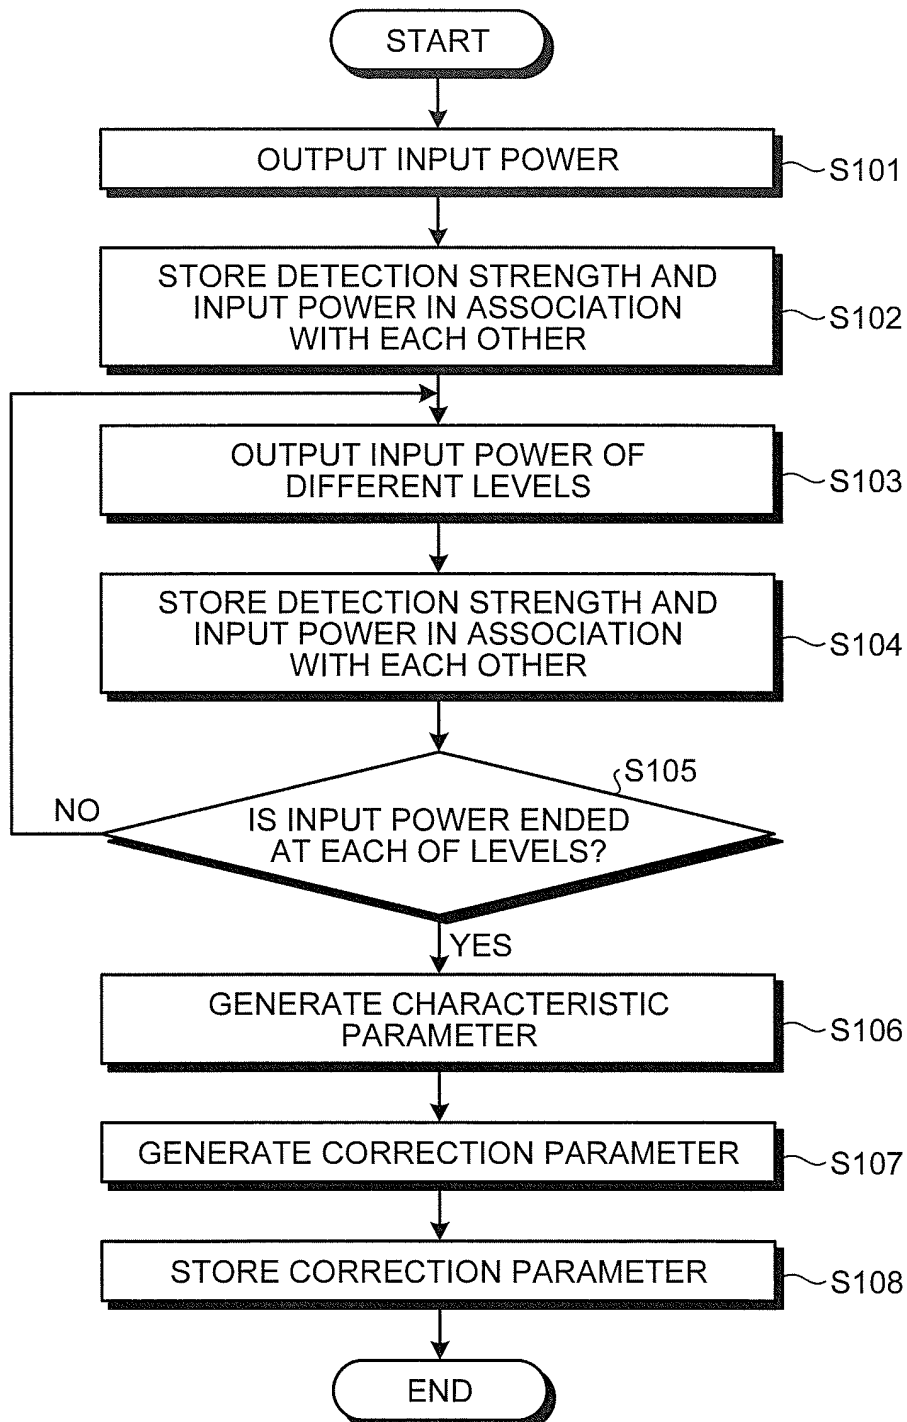 START
OUTPUT INPUT POWER
S101
STORE DETECTION STRENGTH AND
INPUT POWER IN ASSOCIATION
WITH EACH OTHER
S102
OUTPUT INPUT POWER OF
DIFFERENT LEVELS
S103
STORE DETECTION STRENGTH AND
INPUT POWER IN ASSOCIATION
WITH EACH OTHER
S104
S105
NO
IS INPUT POWER ENDED
AT EACH OF LEVELS?
YES
GENERATE CHARACTERISTIC
PARAMETER
S106
GENERATE CORRECTION PARAMETER
S107
STORE CORRECTION PARAMETER
S108
END